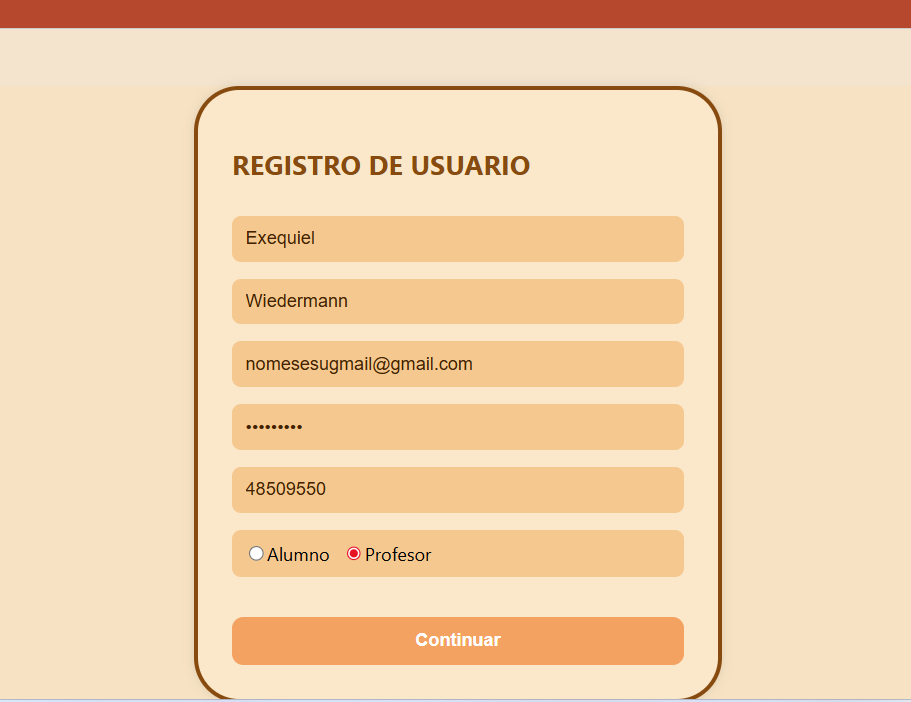 REGISTRO DE USUARIO
Exequiel
Wiedermann
nomesesugmail@gmail.com
•••••••••
48509550
Alumno Profesor
Continuar